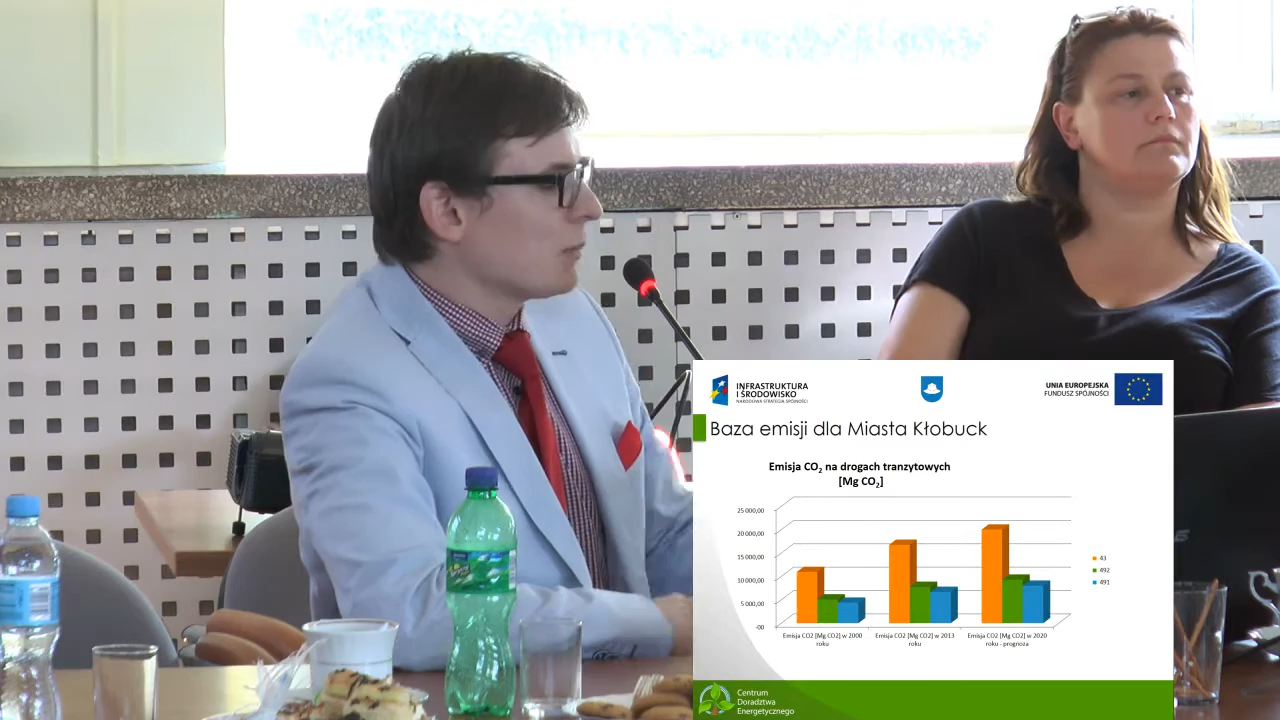 INFRASTRUKTURA
I ŚRODOWISKO
NARODOWA STRATEGIA SPÓJNOŚCI
UNIA EUROPEJSKA
FUNDUSZ SPÓJNOŚCI
Baza emisji dla Miasta Kłobuck
Emisja CO2 na drogach tranzytowych
[Mg CO2]
25 000,00
20 000,00
15 000,00
10 000,00
5 000,00
-00
43
492
491
Emisja CO2 [Mg CO2] w 2000
roku
Emisja CO2 [Mg CO2] w 2013
roku
Emisja CO2 [Mg CO2] w 2020
roku - prognoza
Centrum
Doradztwa
Energetycznego